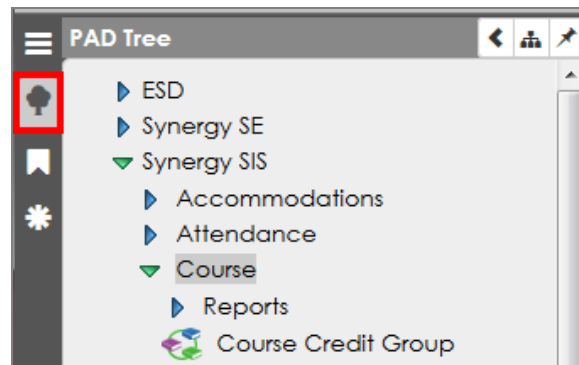 PAD Tree
ESD
Synergy SE
Synergy SIS
Accommodations
Attendance
Course
Reports
Course Credit Group